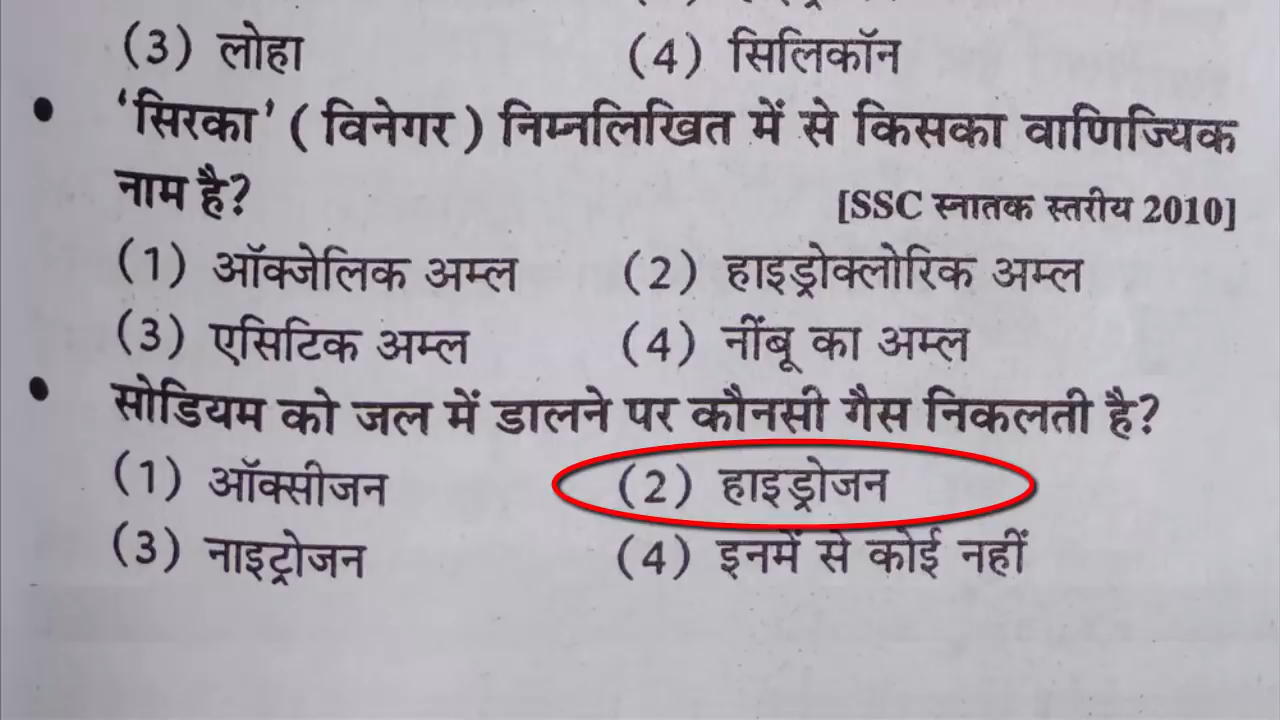 (3) लोहा (4) सिलिकॉन
• 'सिरका' ( विनेगर ) निम्नलिखित में से किसका वाणिज्यिक
नाम है? [SSC स्नातक स्तरीय 2010]
(1) ऑक्जेलिक अम्ल (2) हाइड्रोक्लोरिक अम्ल
(3) एसिटिक अम्ल (4) नींबू का अम्ल
• सोडियम को जल में डालने पर कौनसी गैस निकलती है?
(1) ऑक्सीजन (2) हाइड्रोजन
(3) नाइट्रोजन (4) इनमें से कोई नहीं